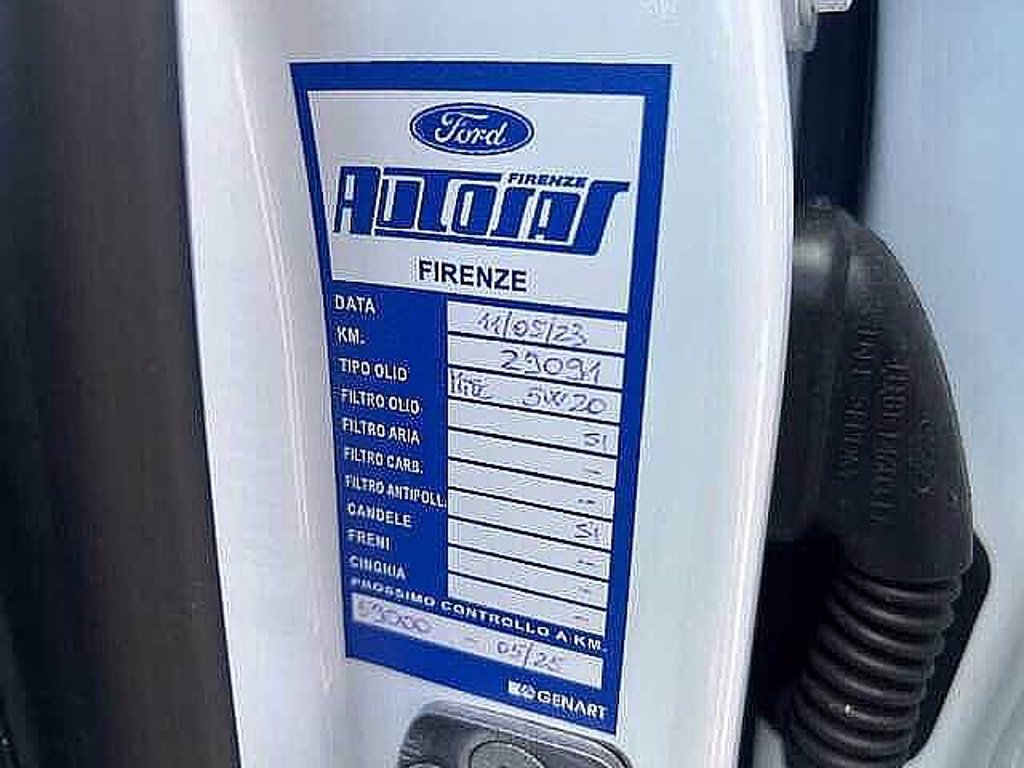 Ford
FIRENZE
AUTOSAS
FIRENZE
DATA 11/05/23
KM. 29091
TIPO OLIO 5W20
FILTRO OLIO SI
FILTRO ARIA -
FILTRO CARB. -
FILTRO ANTIPOLL. SI
CANDELE -
FRENI -
CINGHIA -
PROSSIMO CONTROLLO A KM.
59000 - 05/25
GENART